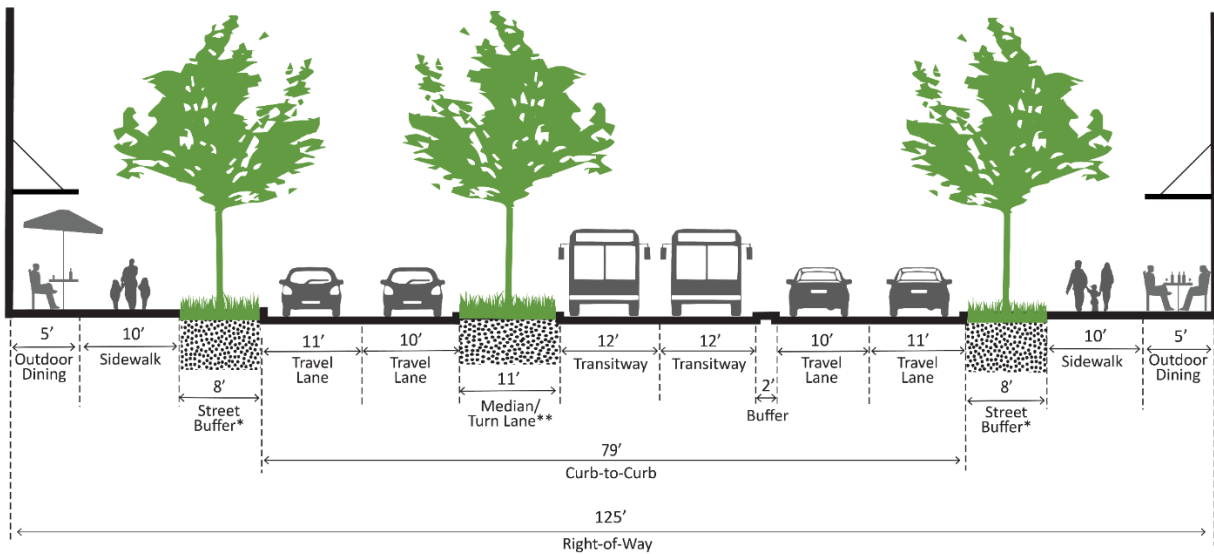 5’
Outdoor
Dining
10’
Sidewalk
8’
Street
Buffer*
11’
Travel
Lane
10’
Travel
Lane
11’
Median/
Turn Lane**
12’
Transitway
12’
Transitway
2’
Buffer
10’
Travel
Lane
11’
Travel
Lane
8’
Street
Buffer*
10’
Sidewalk
5’
Outdoor
Dining
79’
Curb-to-Curb
125’
Right-of-Way